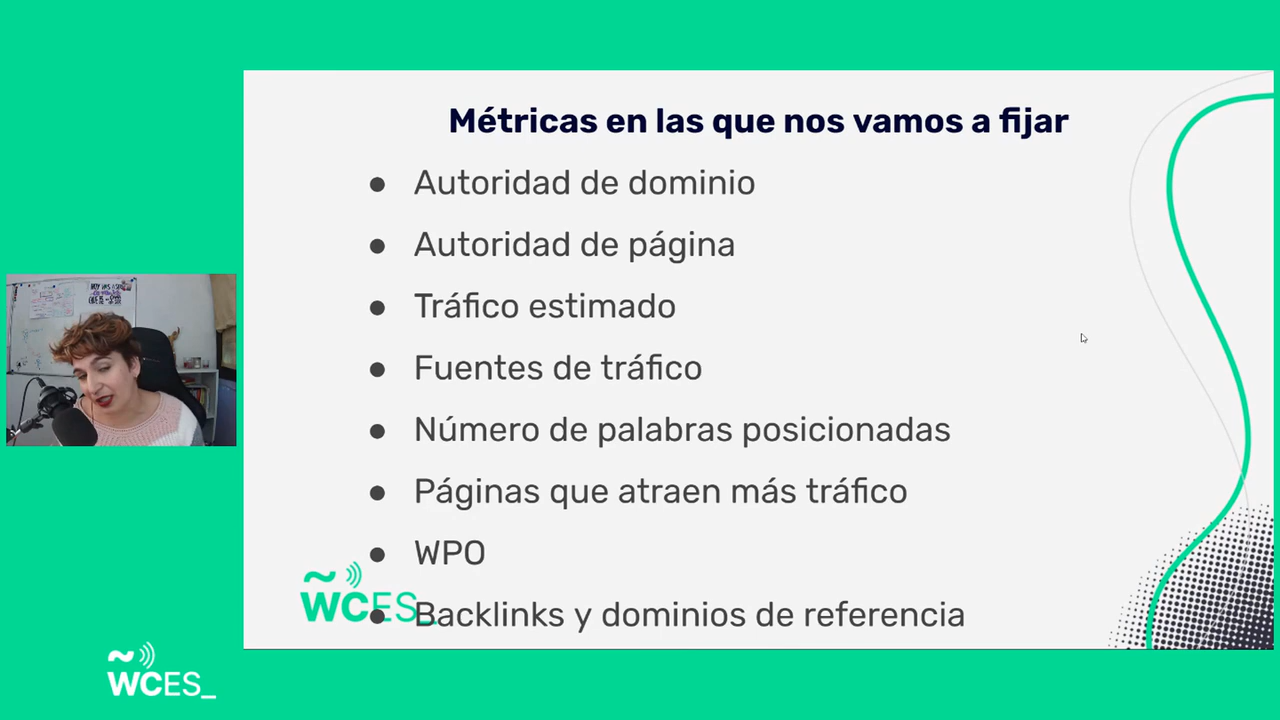 Métricas en las que nos vamos a fijar
● Autoridad de dominio
● Autoridad de página
● Tráfico estimado
● Fuentes de tráfico
● Número de palabras posicionadas
● Páginas que atraen más tráfico
● WPO
● Backlinks y dominios de referencia
WCES_
WCES_